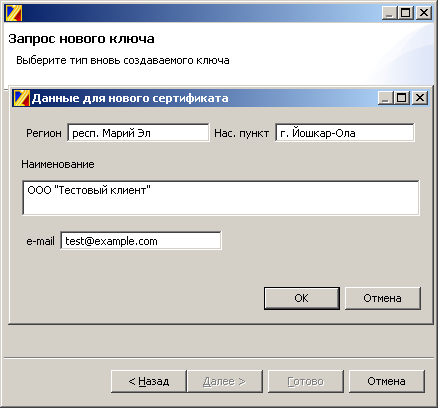 Запрос нового ключа
Выберите тип вновь создаваемого ключа
Данные для нового сертификата
Регион респ. Марий Эл Нас. пункт г. Йошкар-Ола
Наименование
ООО "Тестовый клиент"
e-mail test@example.com
ОК Отмена
< Назад Далее > Готово Отмена